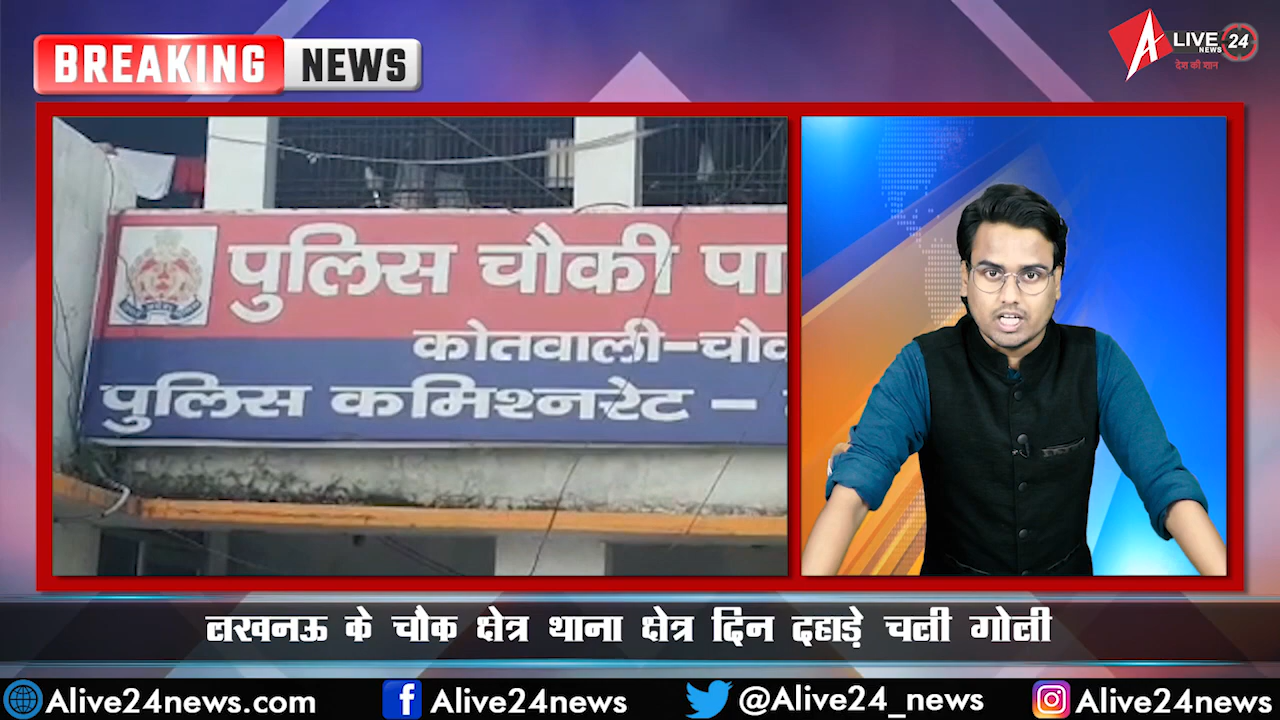 BREAKING NEWS
A LIVE NEWS 24
देश की शान
पुलिस चौकी
कोतवाली-चौक
पुलिस कमिश्नरेट -
लखनऊ के चौक क्षेत्र थाना क्षेत्र दिन दहाड़े चली गोली
Alive24news.com
Alive24news
@Alive24_news
Alive24news